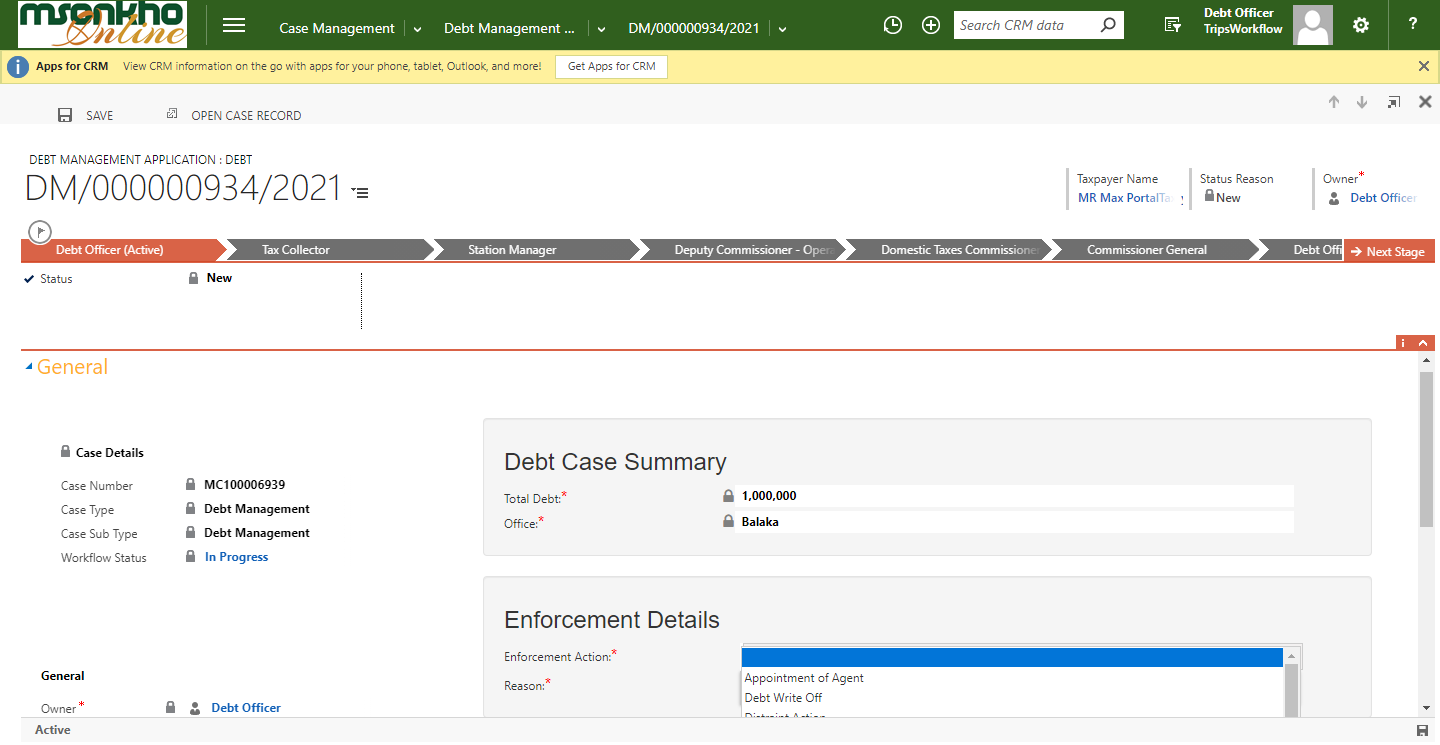 msonkho
Online
Case Management
Debt Management ...
DM/000000934/2021
Search CRM data
Debt Officer
TripsWorkflow
?
Apps for CRM
View CRM information on the go with apps for your phone, tablet, Outlook, and more!
Get Apps for CRM
SAVE
OPEN CASE RECORD
DEBT MANAGEMENT APPLICATION : DEBT
DM/000000934/2021
Taxpayer Name
MR Max PortalTa
Status Reason
New
Owner*
Debt Officer
Debt Officer (Active)
Tax Collector
Station Manager
Deputy Commissioner - Oper
Domestic Taxes Commissioner
Commissioner General
Debt Offi
Next Stage
Status
New
General
Case Details
Case Number
MC100006939
Case Type
Debt Management
Case Sub Type
Debt Management
Workflow Status
In Progress
General
Owner *
Debt Officer
Debt Case Summary
Total Debt:*
1,000,000
Office:*
Balaka
Enforcement Details
Enforcement Action:*
Reason:*
Appointment of Agent
Debt Write Off
Distraint Action
Active